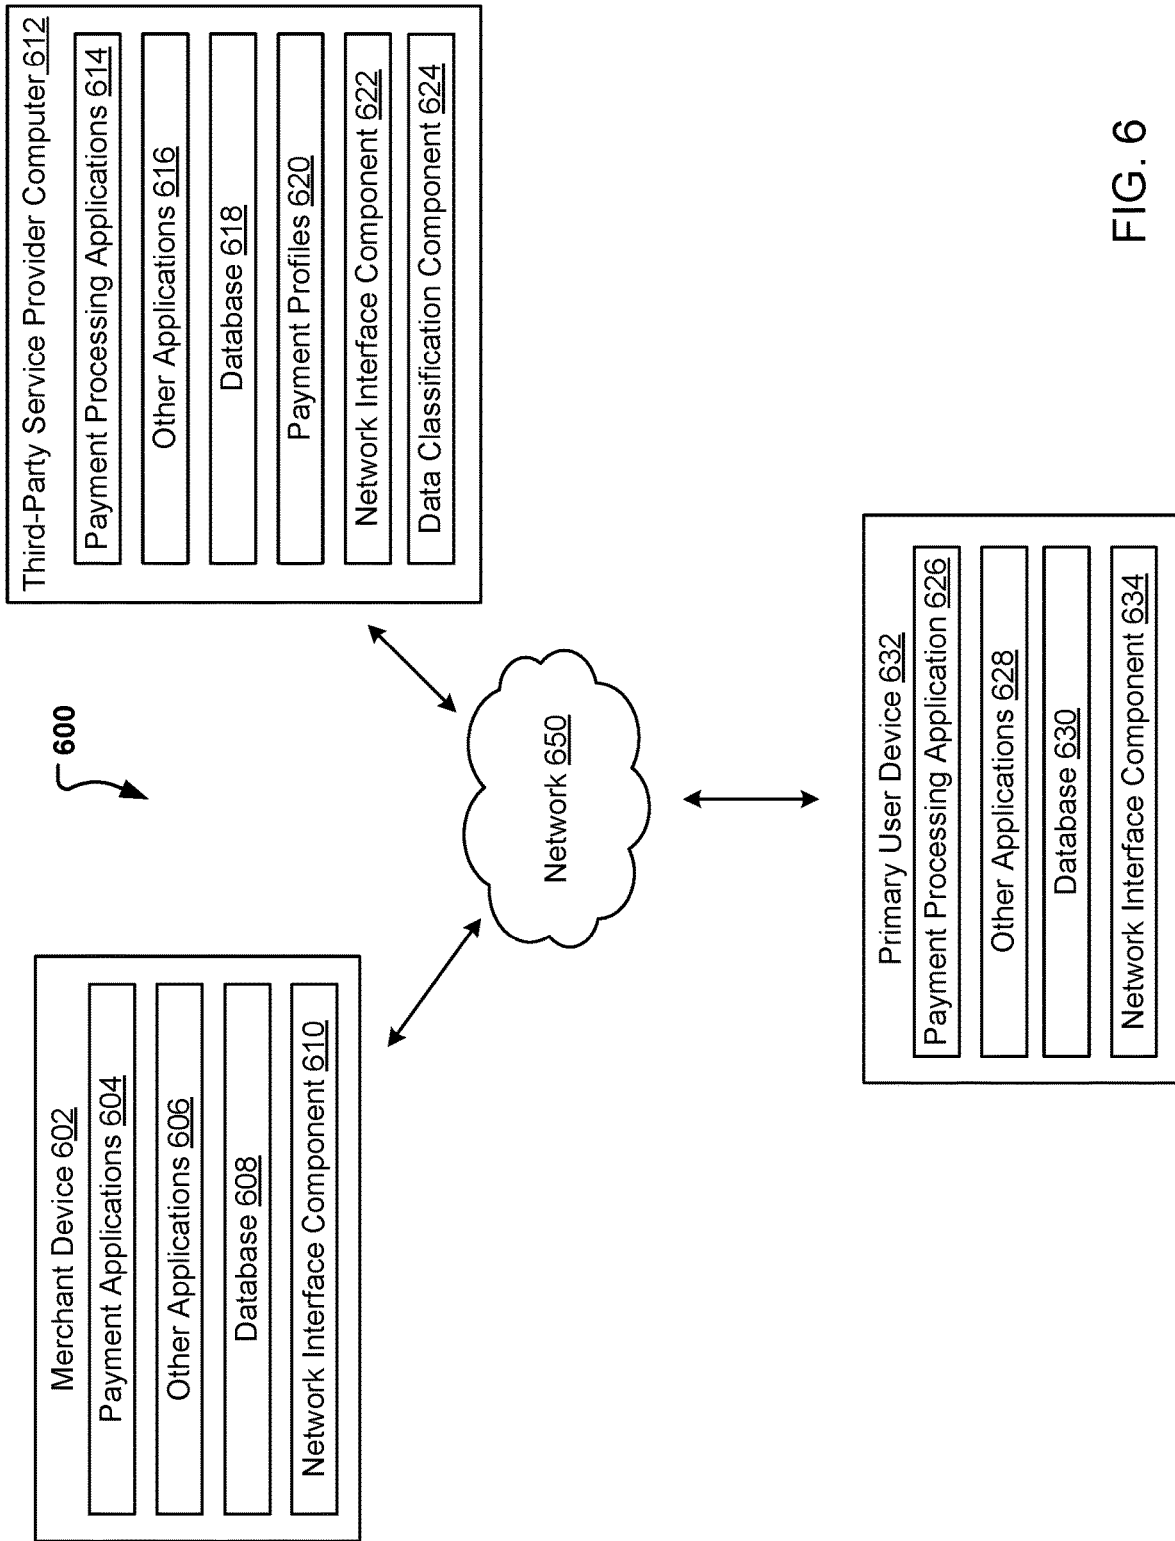 600
Merchant Device 602
Payment Applications 604
Other Applications 606
Database 608
Network Interface Component 610
Third-Party Service Provider Computer 612
Payment Processing Applications 614
Other Applications 616
Database 618
Payment Profiles 620
Network Interface Component 622
Data Classification Component 624
Network 650
Primary User Device 632
Payment Processing Application 626
Other Applications 628
Database 630
Network Interface Component 634
FIG. 6